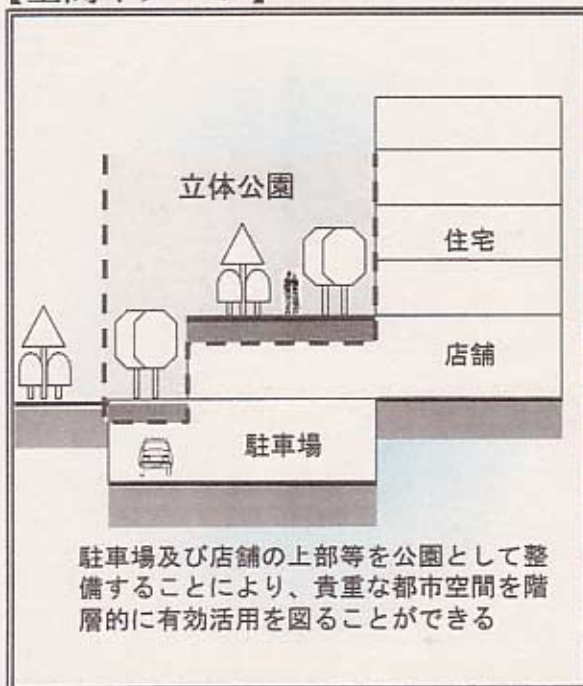 立体公園
住宅
店舗
駐車場
駐車場及び店舗の上部等を公園として整
備することにより、貴重な都市空間を階
層的に有効活用を図ることができる